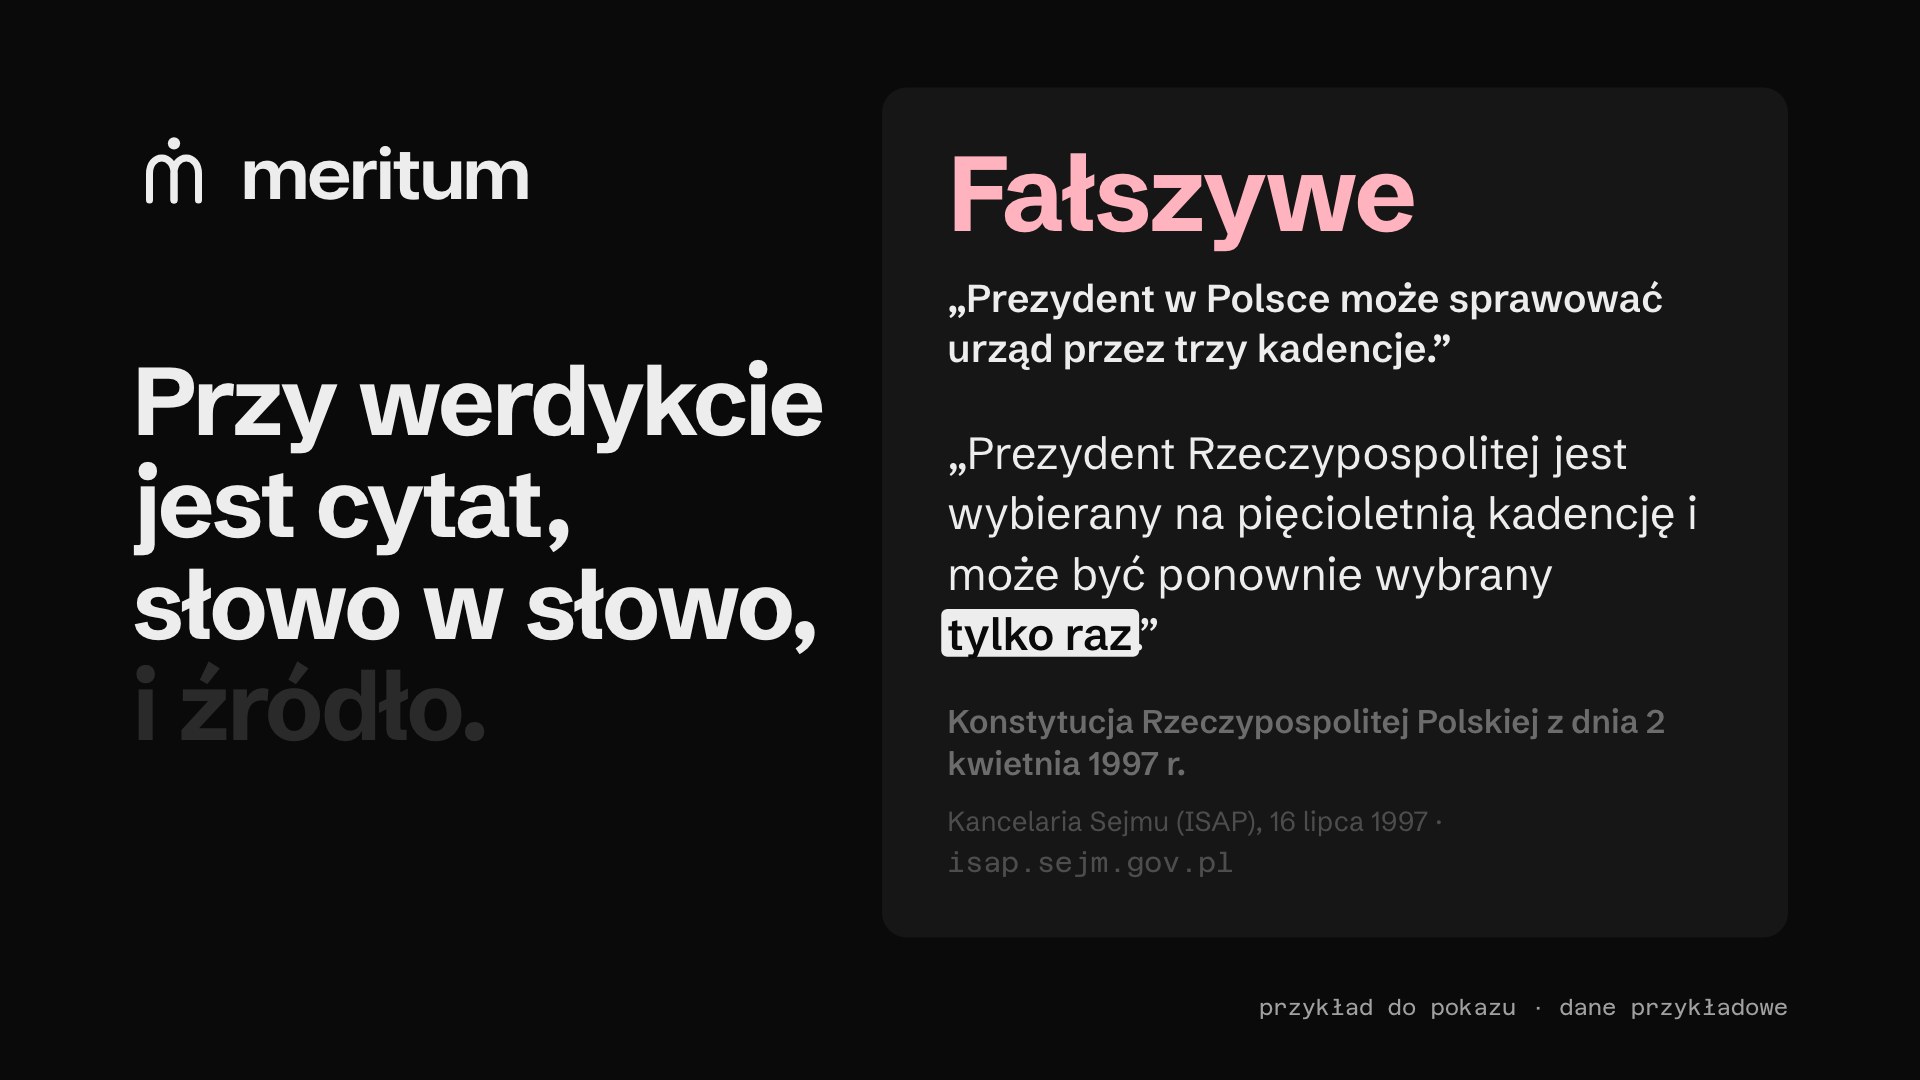 meritum
Przy werdykcie
jest cytat,
słowo w słowo,
i źródło.
Fałszywe
„Prezydent w Polsce może sprawować
urząd przez trzy kadencje.”
„Prezydent Rzeczypospolitej jest
wybierany na pięcioletnią kadencję i
może być ponownie wybrany
tylko raz.”
Konstytucja Rzeczypospolitej Polskiej z dnia 2
kwietnia 1997 r.
Kancelaria Sejmu (ISAP), 16 lipca 1997 ·
isap.sejm.gov.pl
przykład do pokazu · dane przykładowe